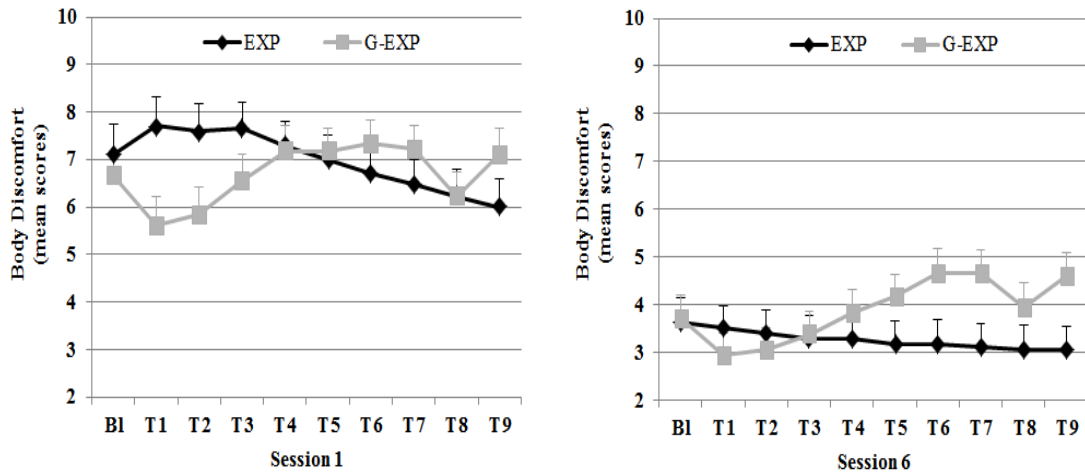 10
9
8
7
6
5
4
3
2
Body Discomfort
(mean scores)
EXP G-EXP
Bl T1 T2 T3 T4 T5 T6 T7 T8 T9
Session 1
10
9
8
7
6
5
4
3
2
Body Discomfort
(mean scores)
EXP G-EXP
Bl T1 T2 T3 T4 T5 T6 T7 T8 T9
Session 6